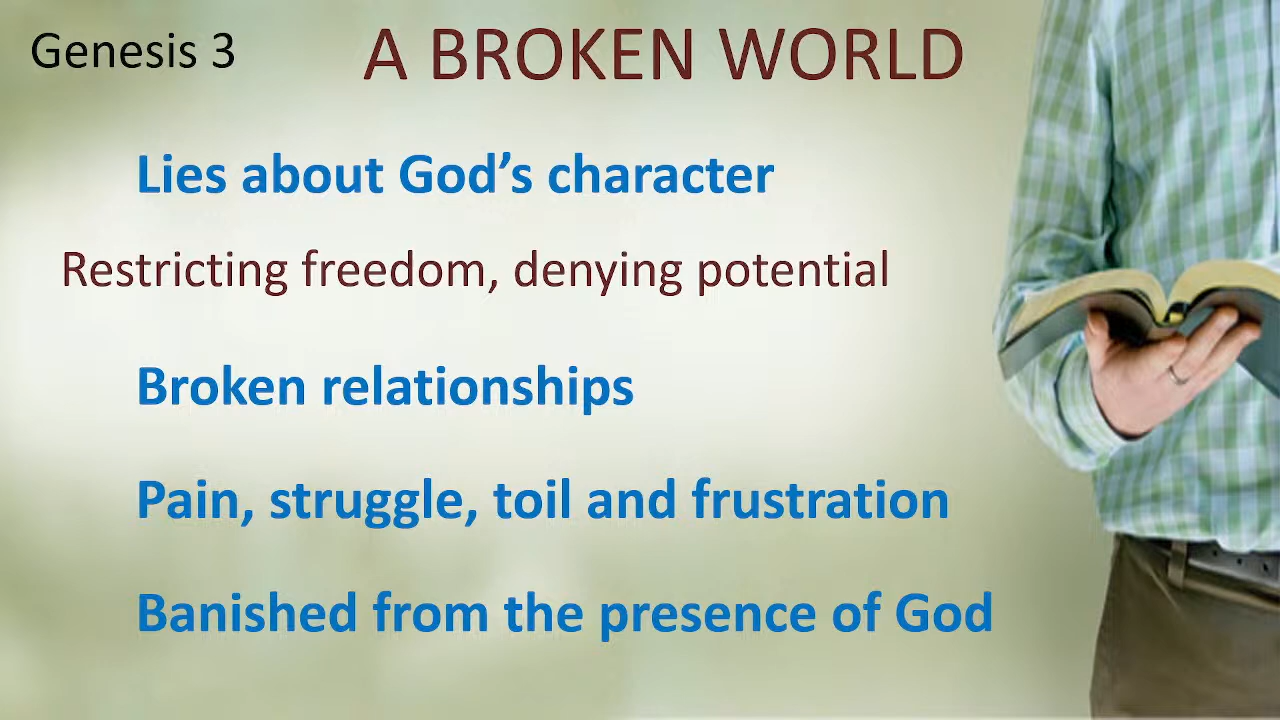 Genesis 3
A BROKEN WORLD
Lies about God’s character
Restricting freedom, denying potential
Broken relationships
Pain, struggle, toil and frustration
Banished from the presence of God